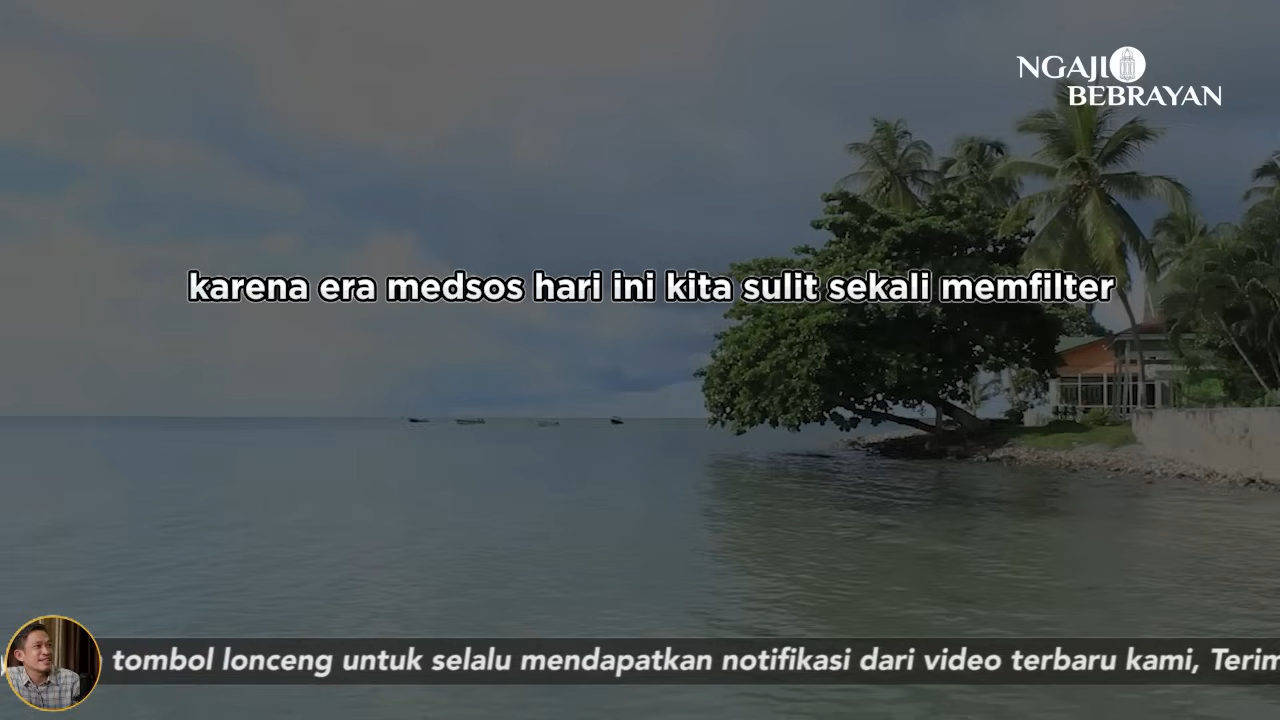 NGAJI
BEBRAYAN
karena era medsos hari ini kita sulit sekali memfilter
tombol lonceng untuk selalu mendapatkan notifikasi dari video terbaru kami, Terim